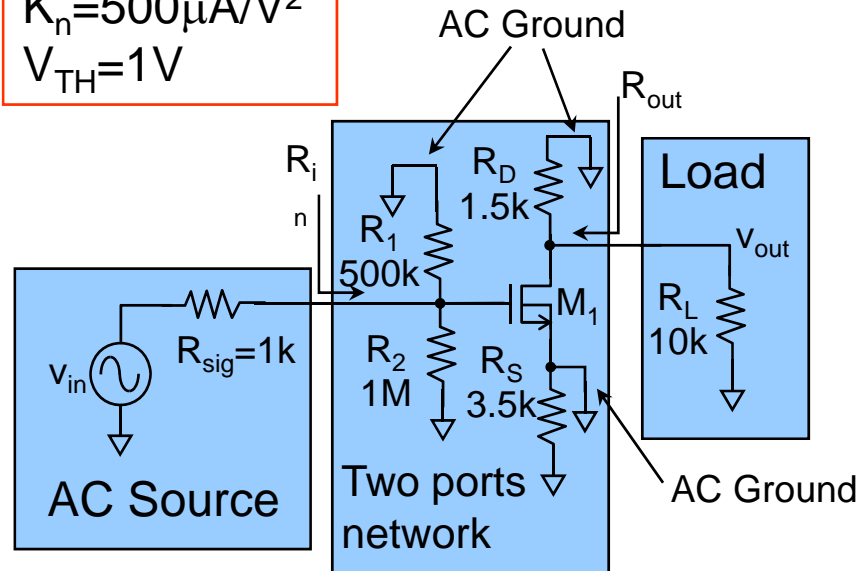 Kn=500μA/V²
VTH=1V
AC Ground
Rout
Ri
n
RD
1.5k
Load
R1
500k
vout
M1
RL
10k
Rsig=1k
R2
1M
RS
3.5k
vin
AC Source
Two ports
network
AC Ground